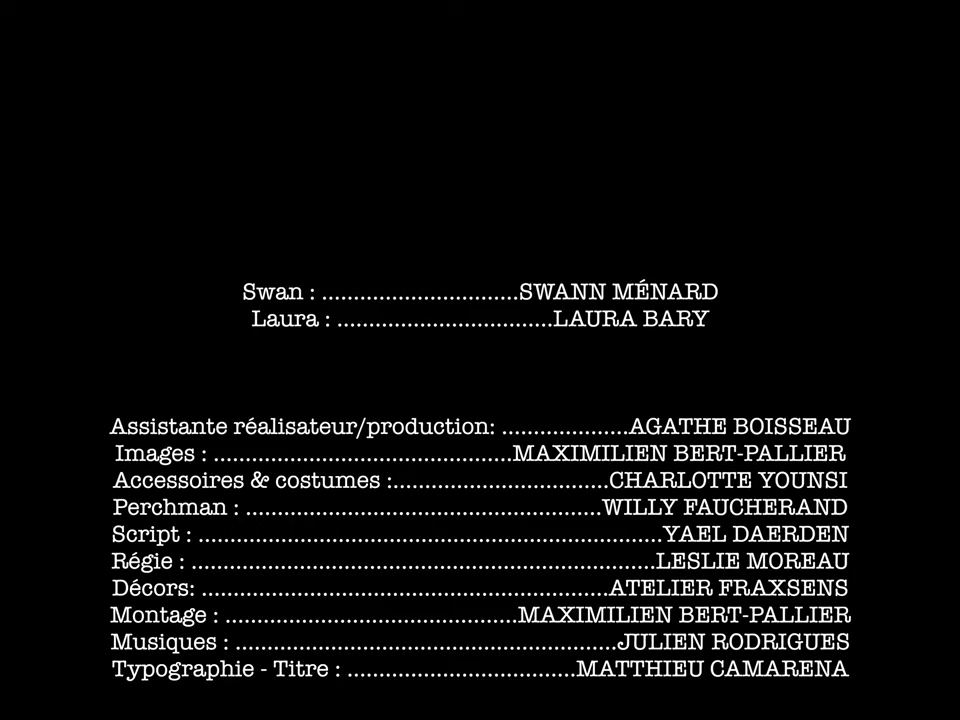 Swan : ...............................SWANN MÉNARD
Laura : ..................................LAURA BARY
Assistante réalisateur/production: ....................AGATHE BOISSEAU
Images : ...............................................MAXIMILIEN BERT-PALLIER
Accessoires & costumes :..................................CHARLOTTE YOUNSI
Perchman : ........................................................WILLY FAUCHERAND
Script : .........................................................................YAEL DAERDEN
Régie : .........................................................................LESLIE MOREAU
Décors: ................................................................ATELIER FRAXSENS
Montage : ..............................................MAXIMILIEN BERT-PALLIER
Musiques : ............................................................JULIEN RODRIGUES
Typographie - Titre : ....................................MATTHIEU CAMARENA